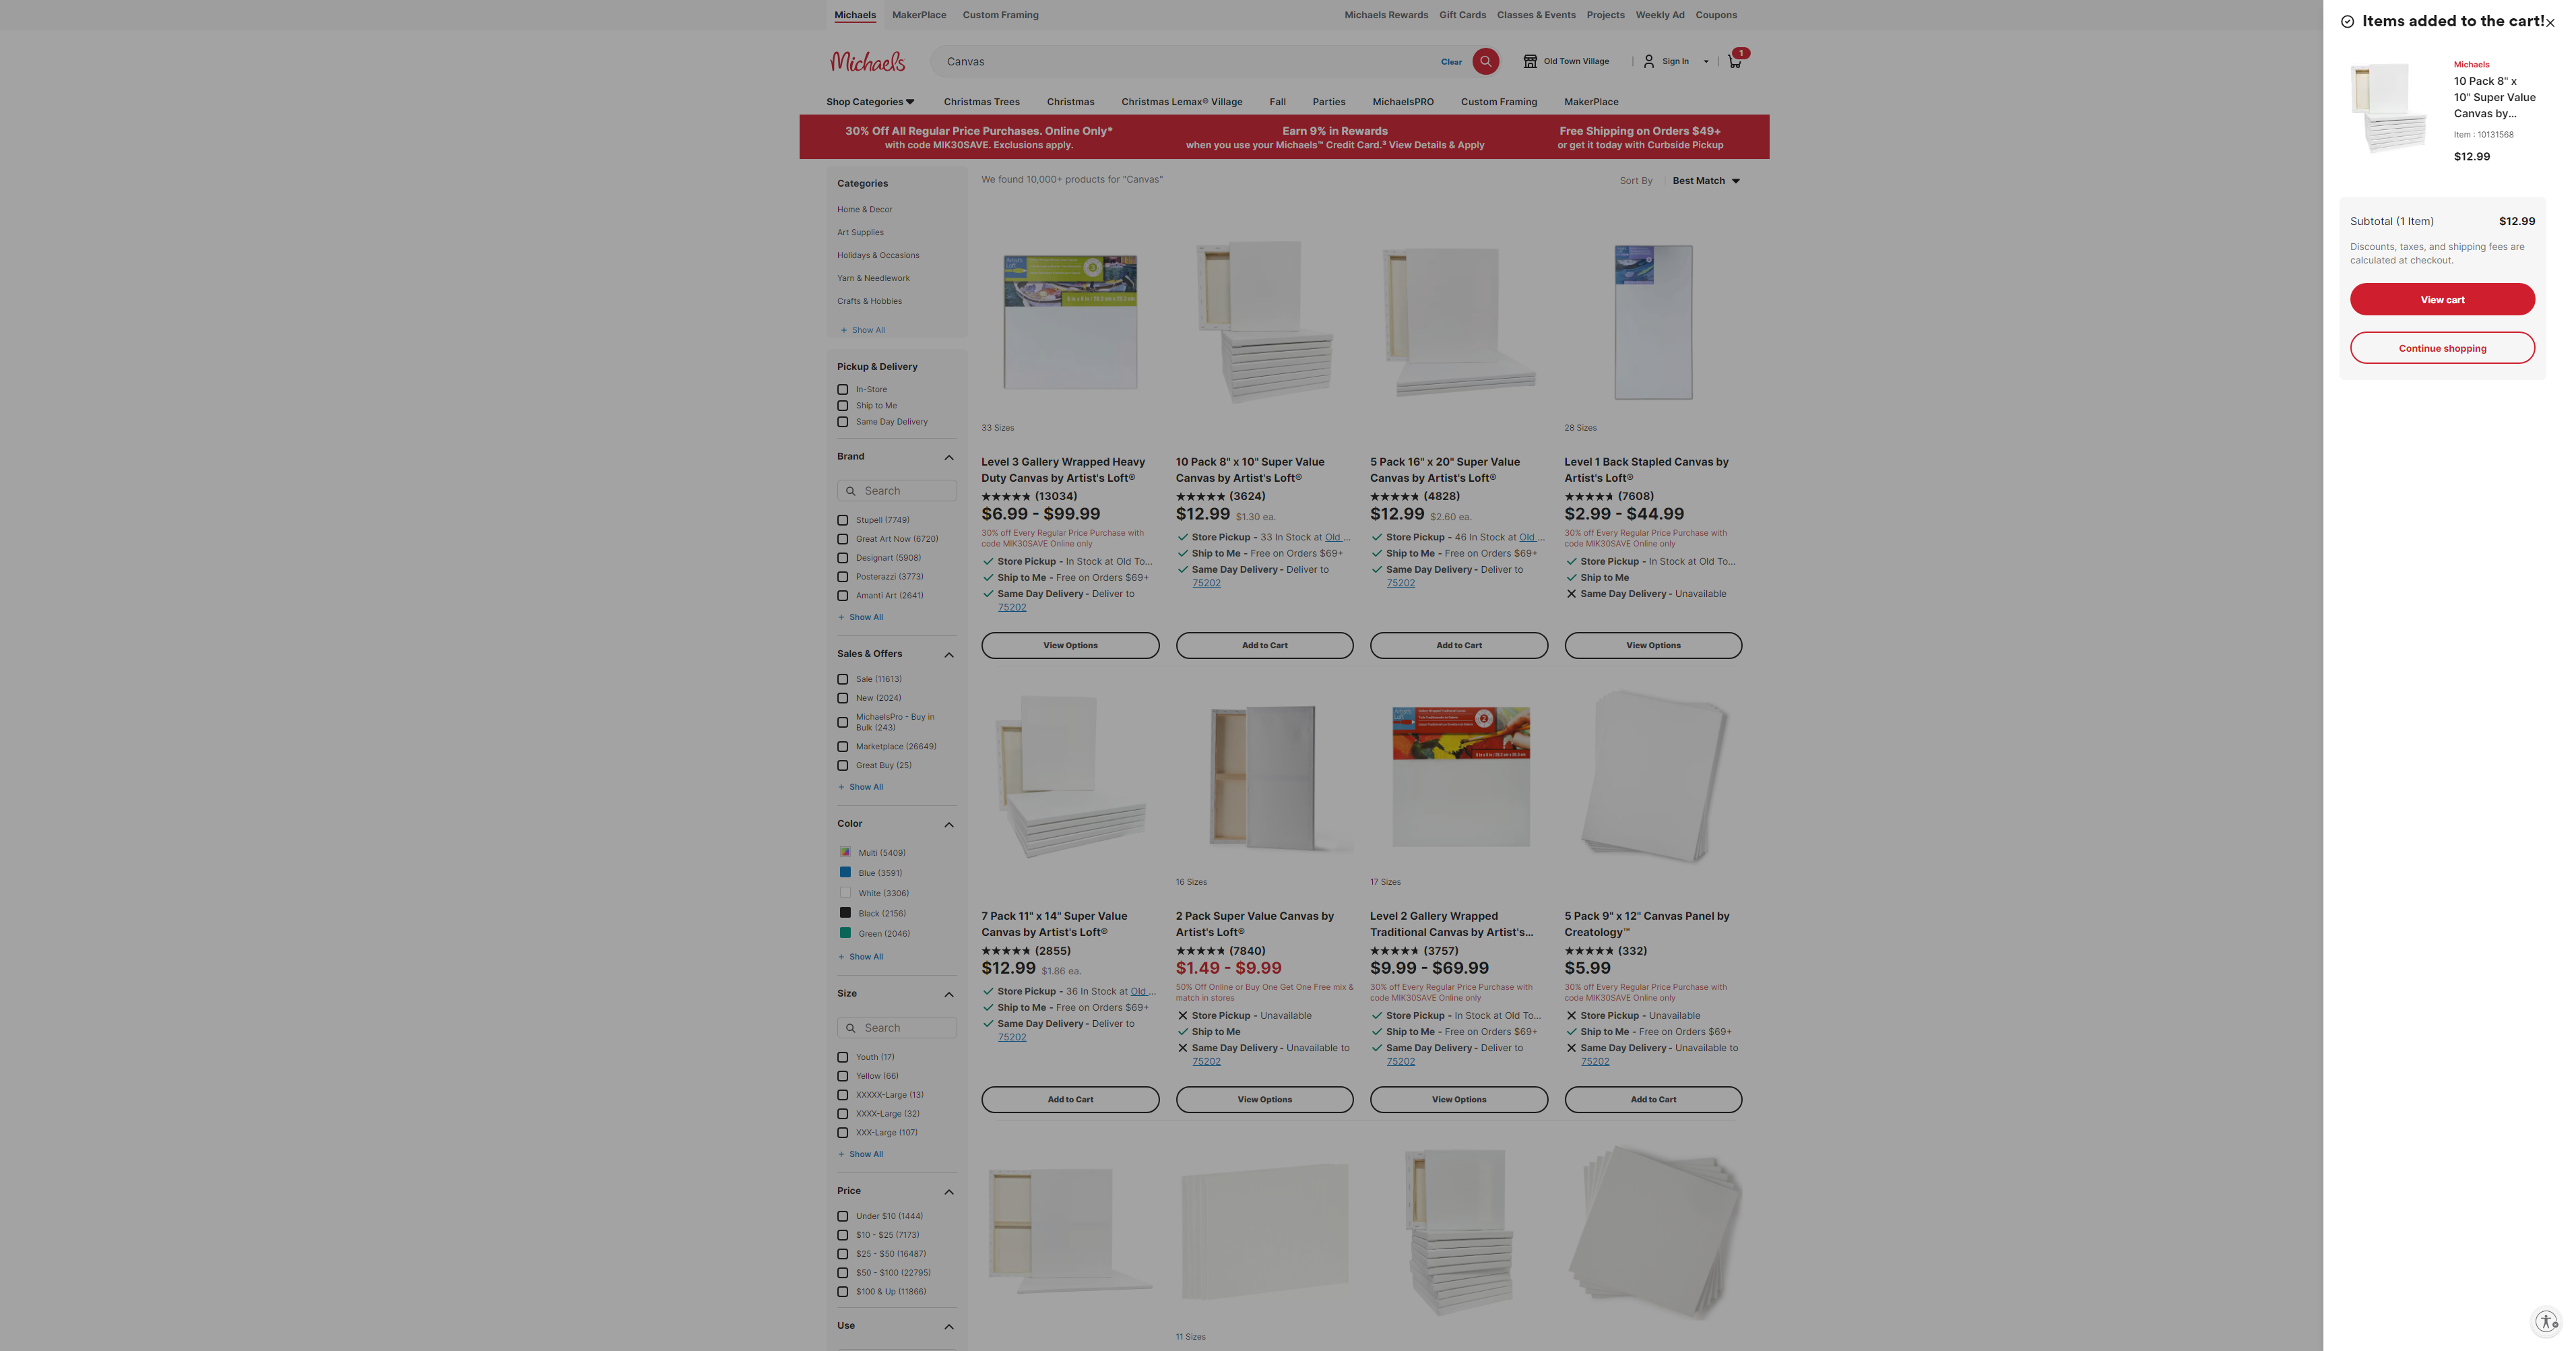 Michaels MakerPlace Custom Framing
Michaels Rewards Gift Cards Classes & Events Projects Weekly Ad Coupons
Michaels
Canvas
Clear
Old Town Village
Sign In
1
Shop Categories Christmas Trees Christmas Christmas Lemax® Village Fall Parties MichaelsPRO Custom Framing MakerPlace
30% Off All Regular Price Purchases. Online Only*
with code MIK30SAVE. Exclusions apply.
Earn 9% in Rewards
when you use your Michaels™ Credit Card.³ View Details & Apply
Free Shipping on Orders $49+
or get it today with Curbside Pickup
Categories
Home & Decor
Art Supplies
Holidays & Occasions
Yarn & Needlework
Crafts & Hobbies
+ Show All
Pickup & Delivery
In-Store
Ship to Me
Same Day Delivery
Brand
Search
Stupell (7749)
Great Art Now (6720)
Designart (5908)
Posterazzi (3773)
Amanti Art (2641)
+ Show All
Sales & Offers
Sale (11613)
New (2024)
MichaelsPro - Buy in
Bulk (243)
Marketplace (26649)
Great Buy (25)
+ Show All
Color
Multi (5409)
Blue (3591)
White (3306)
Black (2156)
Green (2046)
+ Show All
Size
Search
Youth (17)
Yellow (66)
XXXXX-Large (13)
XXXX-Large (32)
XXX-Large (107)
+ Show All
Price
Under $10 (1444)
$10 - $25 (7173)
$25 - $50 (16487)
$50 - $100 (22795)
$100 & Up (11866)
Use
We found 10,000+ products for "Canvas"
Sort By Best Match
33 Sizes
Level 3 Gallery Wrapped Heavy
Duty Canvas by Artist's Loft®
(13034)
$6.99 - $99.99
30% off Every Regular Price Purchase with
code MIK30SAVE Online only
Store Pickup - In Stock at Old To...
Ship to Me - Free on Orders $69+
Same Day Delivery - Deliver to
75202
View Options
10 Pack 8" x 10" Super Value
Canvas by Artist's Loft®
(3624)
$12.99 $1.30 ea.
Store Pickup - 33 In Stock at Old ...
Ship to Me - Free on Orders $69+
Same Day Delivery - Deliver to
75202
Add to Cart
5 Pack 16" x 20" Super Value
Canvas by Artist's Loft®
(4828)
$12.99 $2.60 ea.
Store Pickup - 46 In Stock at Old ...
Ship to Me - Free on Orders $69+
Same Day Delivery - Deliver to
75202
Add to Cart
28 Sizes
Level 1 Back Stapled Canvas by
Artist's Loft®
(7608)
$2.99 - $44.99
30% off Every Regular Price Purchase with
code MIK30SAVE Online only
Store Pickup - In Stock at Old To...
Ship to Me
Same Day Delivery - Unavailable
View Options
7 Pack 11" x 14" Super Value
Canvas by Artist's Loft®
(2855)
$12.99 $1.86 ea.
Store Pickup - 36 In Stock at Old ...
Ship to Me - Free on Orders $69+
Same Day Delivery - Deliver to
75202
Add to Cart
16 Sizes
2 Pack Super Value Canvas by
Artist's Loft®
(7840)
$1.49 - $9.99
50% Off Online or Buy One Get One Free mix &
match in stores
Store Pickup - Unavailable
Ship to Me
Same Day Delivery - Unavailable to
75202
View Options
17 Sizes
Level 2 Gallery Wrapped
Traditional Canvas by Artist's...
(3757)
$9.99 - $69.99
30% off Every Regular Price Purchase with
code MIK30SAVE Online only
Store Pickup - In Stock at Old To...
Ship to Me - Free on Orders $69+
Same Day Delivery - Deliver to
75202
View Options
5 Pack 9" x 12" Canvas Panel by
Creatology™
(332)
$5.99
30% off Every Regular Price Purchase with
code MIK30SAVE Online only
Store Pickup - Unavailable
Ship to Me - Free on Orders $69+
Same Day Delivery - Unavailable to
75202
Add to Cart
11 Sizes
Items added to the cart!
Michaels
10 Pack 8" x
10" Super Value
Canvas by...
Item : 10131568
$12.99
Subtotal (1 Item) $12.99
Discounts, taxes, and shipping fees are
calculated at checkout.
View cart
Continue shopping